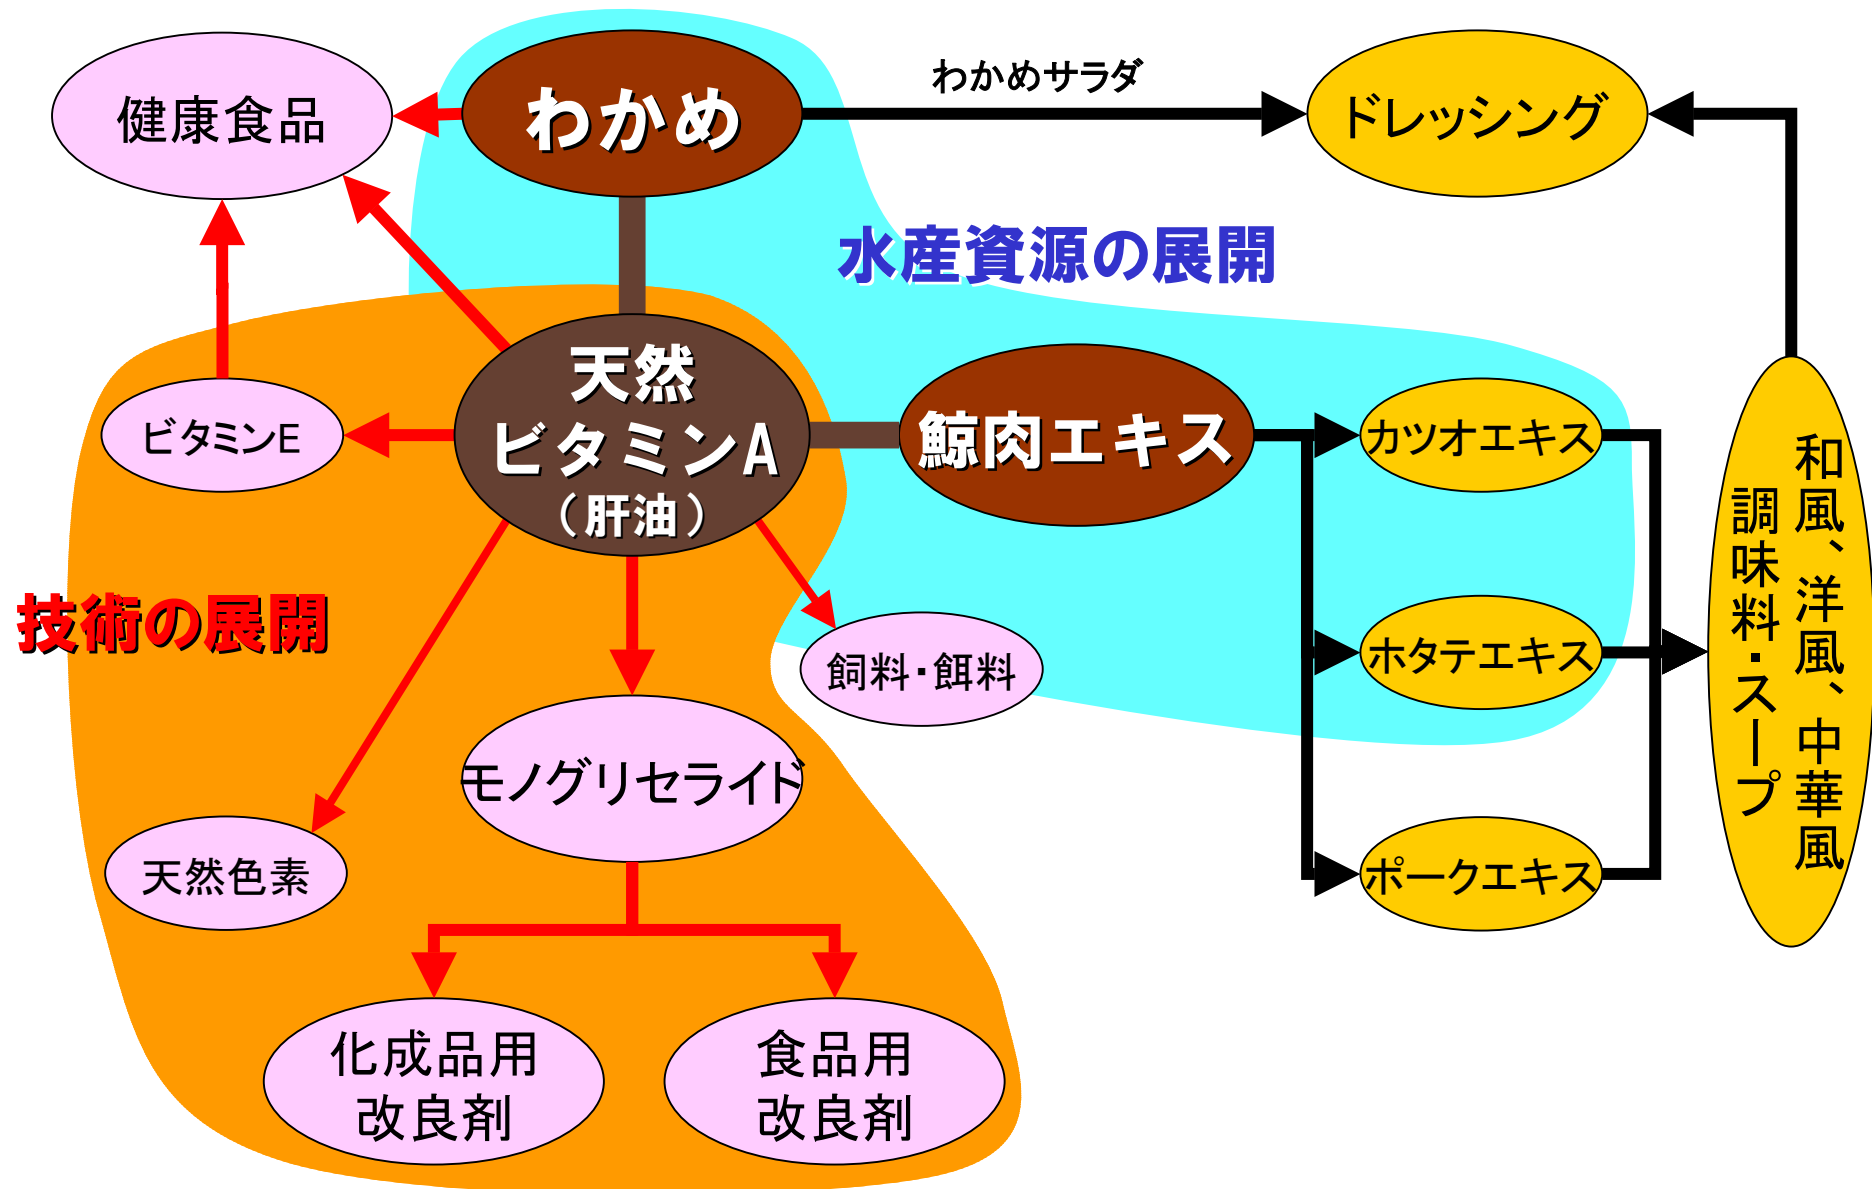 わかめサラダ
健康食品
わかめ
ドレッシング
水産資源の展開
天然
ビタミンA
（肝油）
ビタミンE
鯨肉エキス
カツオエキス
和風、洋風、中華風
調味料・スープ
技術の展開
飼料・餌料
ホタテエキス
モノグリセライド
天然色素
ポークエキス
化成品用
改良剤
食品用
改良剤